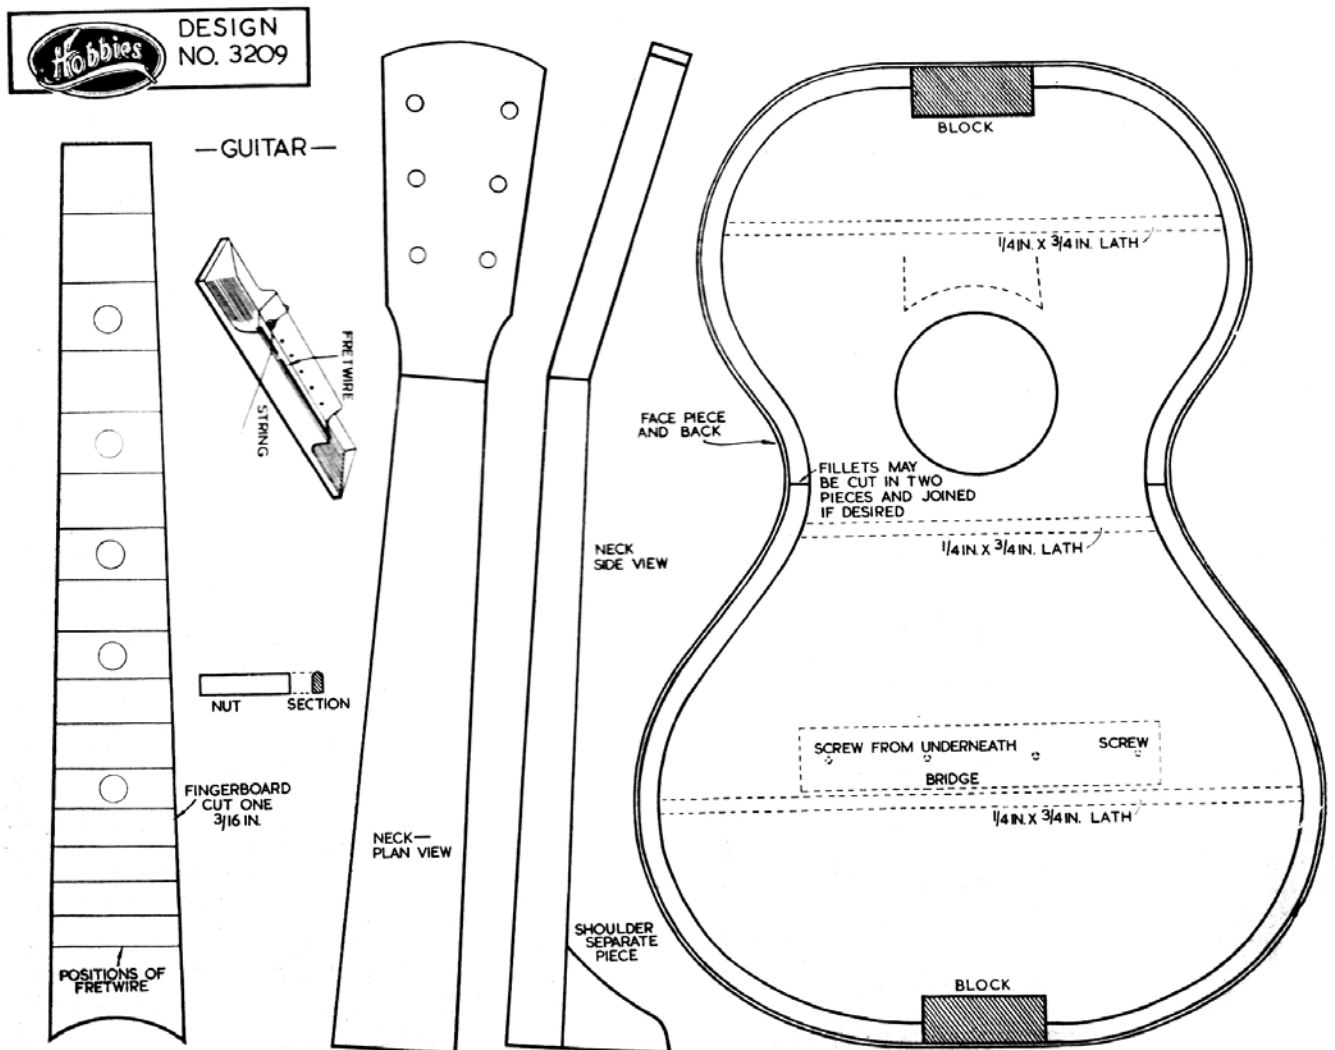 Hobbies
DESIGN
NO. 3209
—GUITAR—
FRETWIRE
STRING
NUT
SECTION
FINGERBOARD
CUT ONE
3/16 IN.
POSITIONS OF
FRETWIRE
NECK—
PLAN VIEW
NECK
SIDE VIEW
SHOULDER
SEPARATE
PIECE
BLOCK
1/4 IN. X 3/4 IN. LATH
FACE PIECE
AND BACK
FILLETS MAY
BE CUT IN TWO
PIECES AND JOINED
IF DESIRED
1/4 IN. X 3/4 IN. LATH
SCREW FROM UNDERNEATH
SCREW
BRIDGE
1/4 IN. X 3/4 IN. LATH
BLOCK